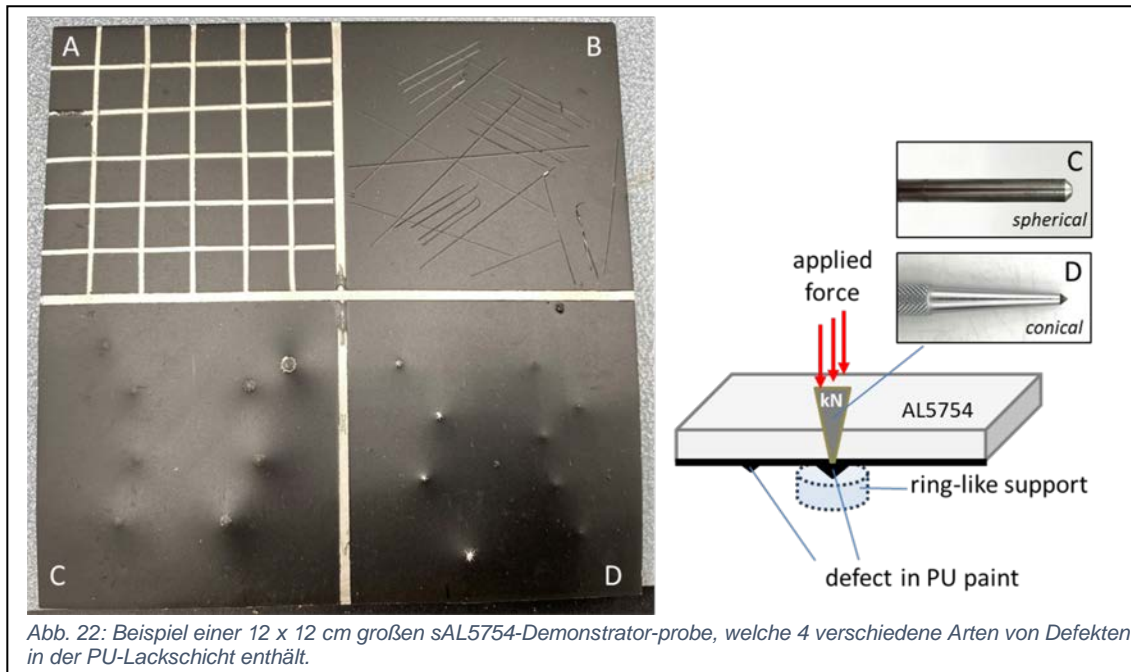 A
B
C
D
C
spherical
D
conical
applied
force
kN
AL5754
ring-like support
defect in PU paint
Abb. 22: Beispiel einer 12 x 12 cm großen sAL5754-Demonstrator-probe, welche 4 verschiedene Arten von Defekten
in der PU-Lackschicht enthält.